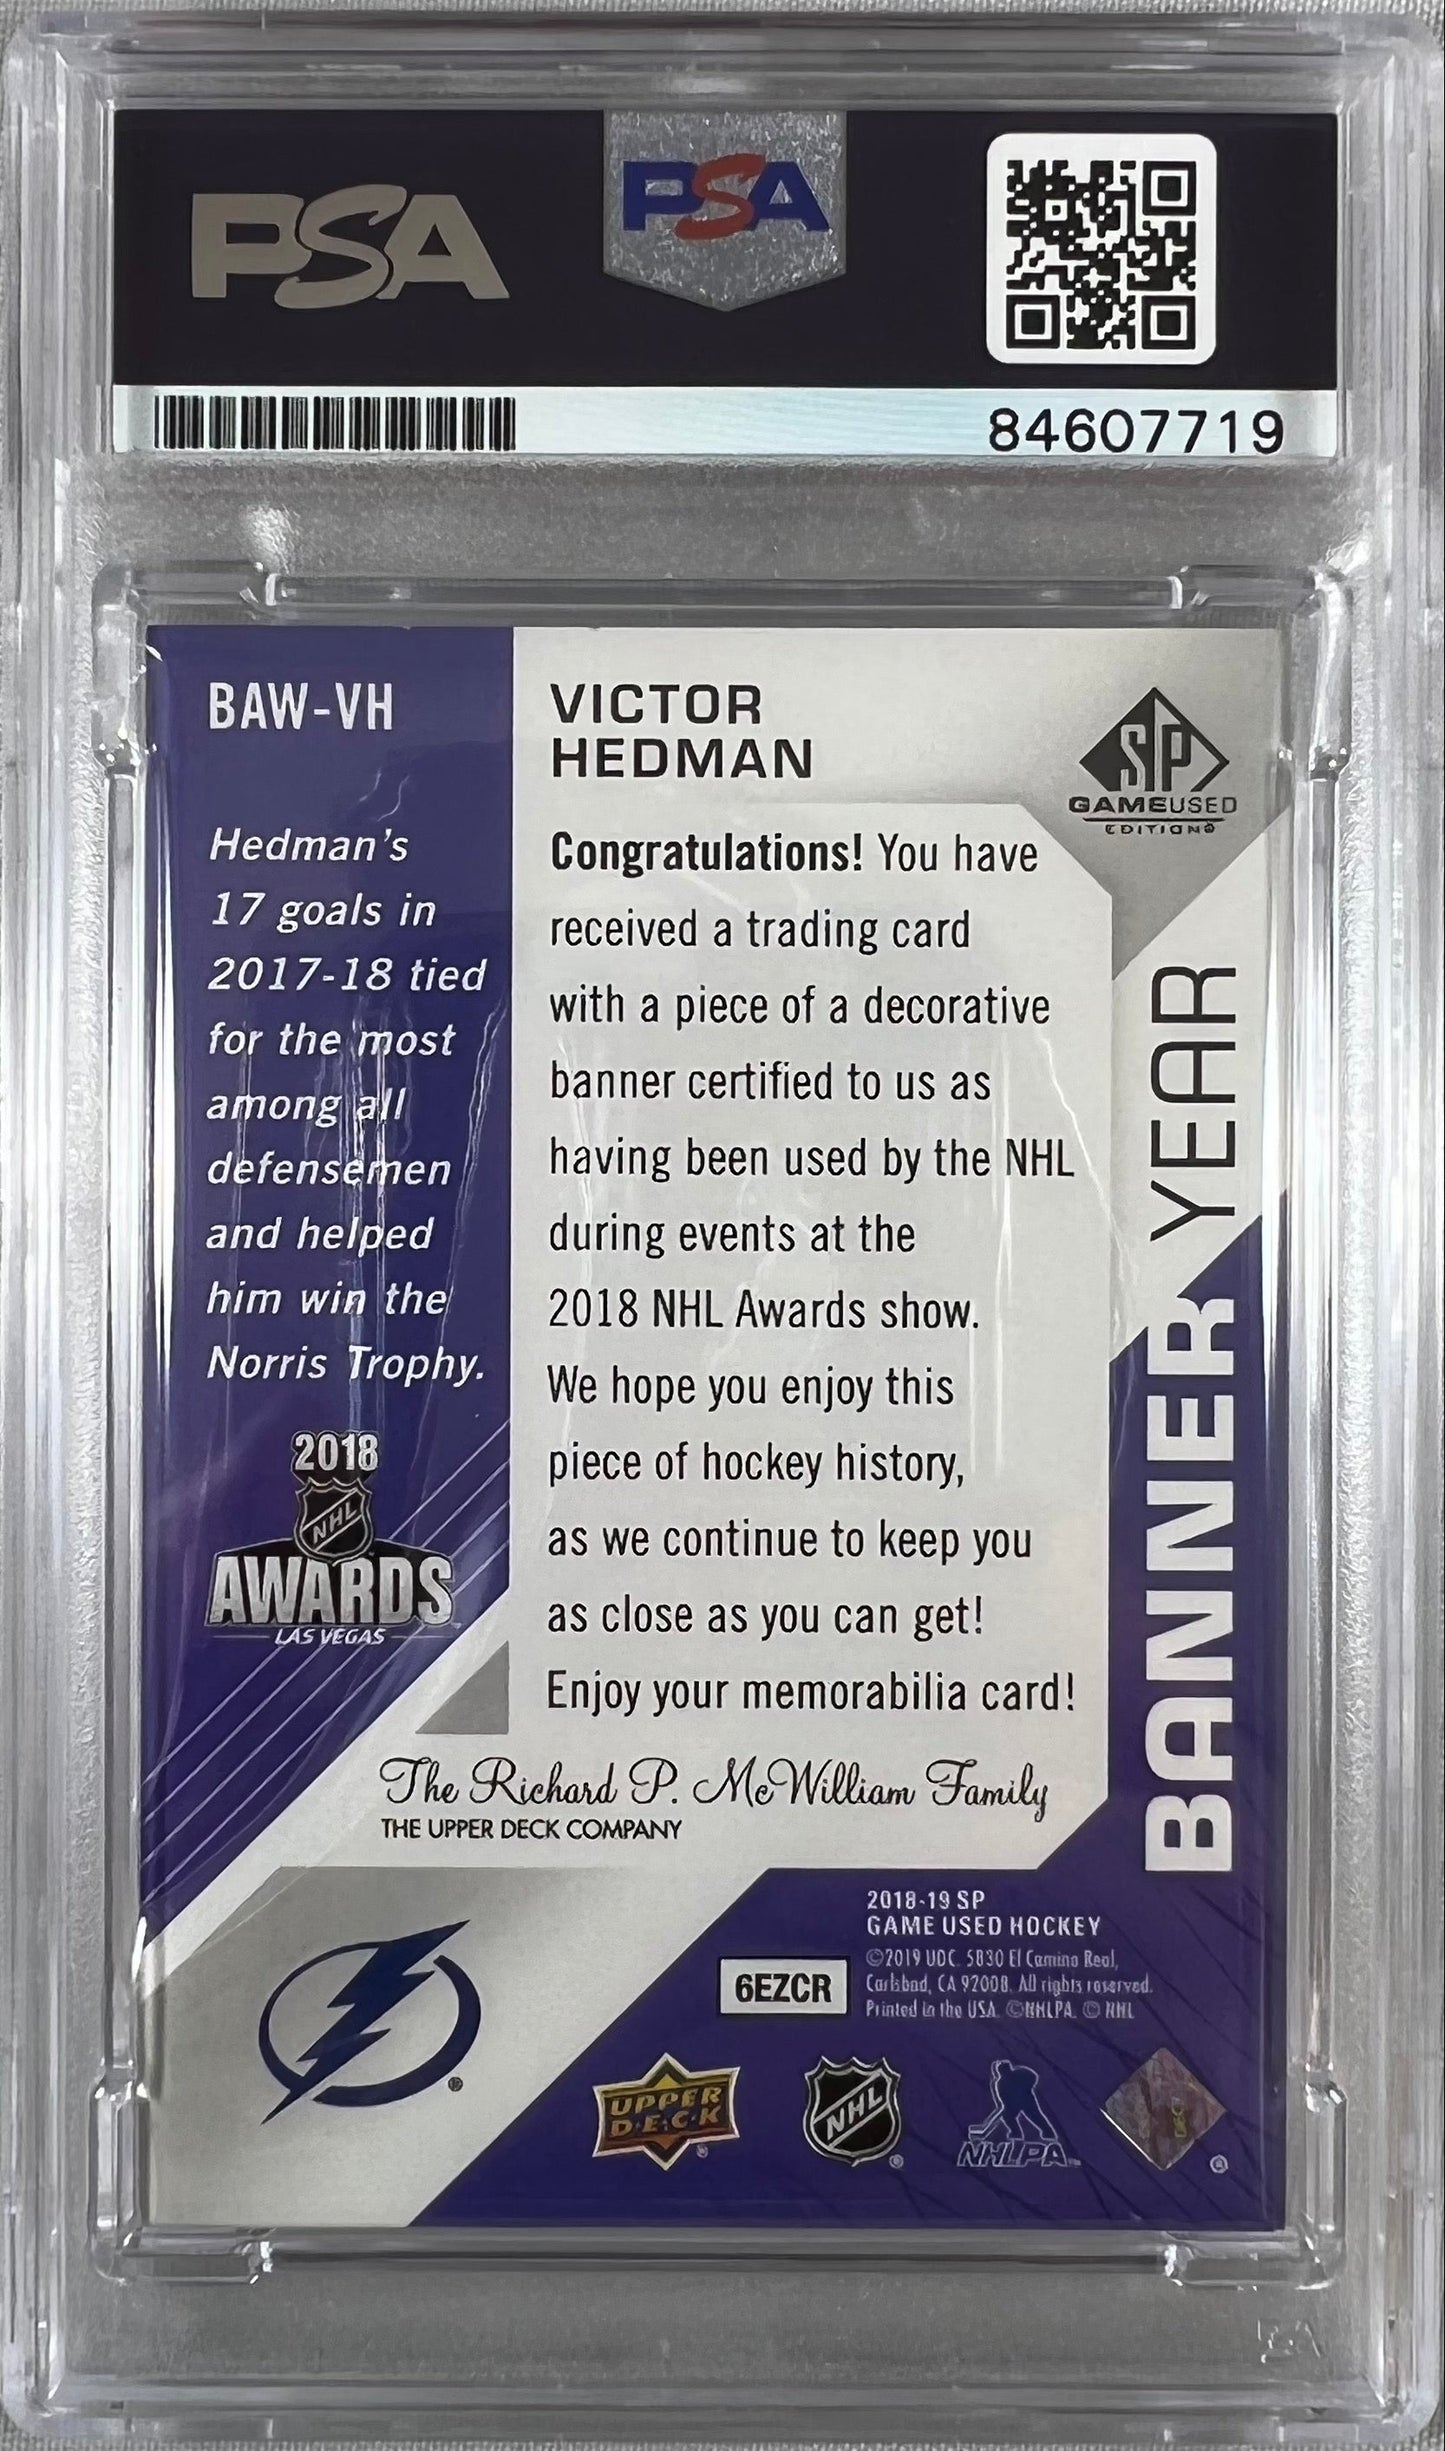 PSA
PSA
84607719
BAW-VH
Hedman's
17 goals in
2017-18 tied
for the most
among all
defensemen
and helped
him win the
Norris Trophy.
2018
NHL
AWARDS
LAS VEGAS
VICTOR
HEDMAN
SP
GAMEUSED
EDITION
Congratulations! You have
received a trading card
with a piece of a decorative
banner certified to us as
having been used by the NHL
during events at the
2018 NHL Awards show.
We hope you enjoy this
piece of hockey history,
as we continue to keep you
as close as you can get!
Enjoy your memorabilia card!
The Richard P. McWilliam Family
THE UPPER DECK COMPANY
BANNER YEAR
2018-19 SP
GAME USED HOCKEY
©2019 UDC. 5830 El Camino Real,
Carlsbad, CA 92008. All rights reserved.
Printed in the USA. ©NHLPA. © NHL
6EZCR
®
UPPER
DECK
®
NHL
®
NHLPA
®